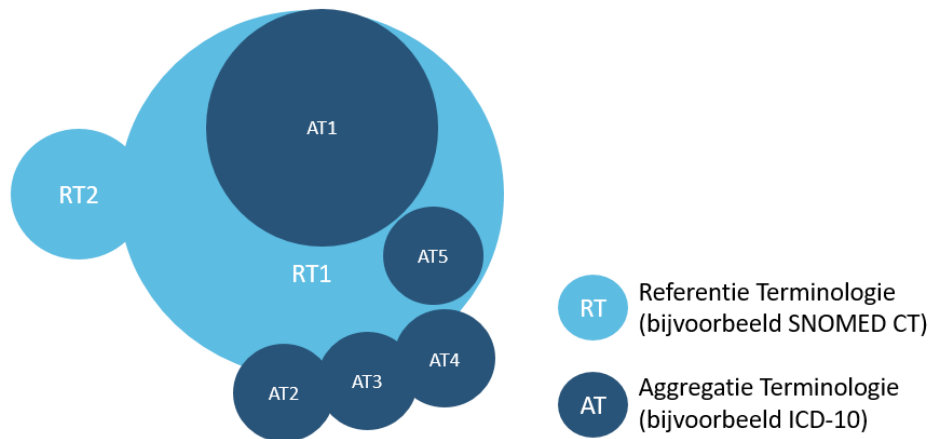 AT1
RT2
AT5
RT1
AT4
AT3
AT2
RT
Referentie Terminologie
(bijvoorbeeld SNOMED CT)
AT
Aggregatie Terminologie
(bijvoorbeeld ICD-10)